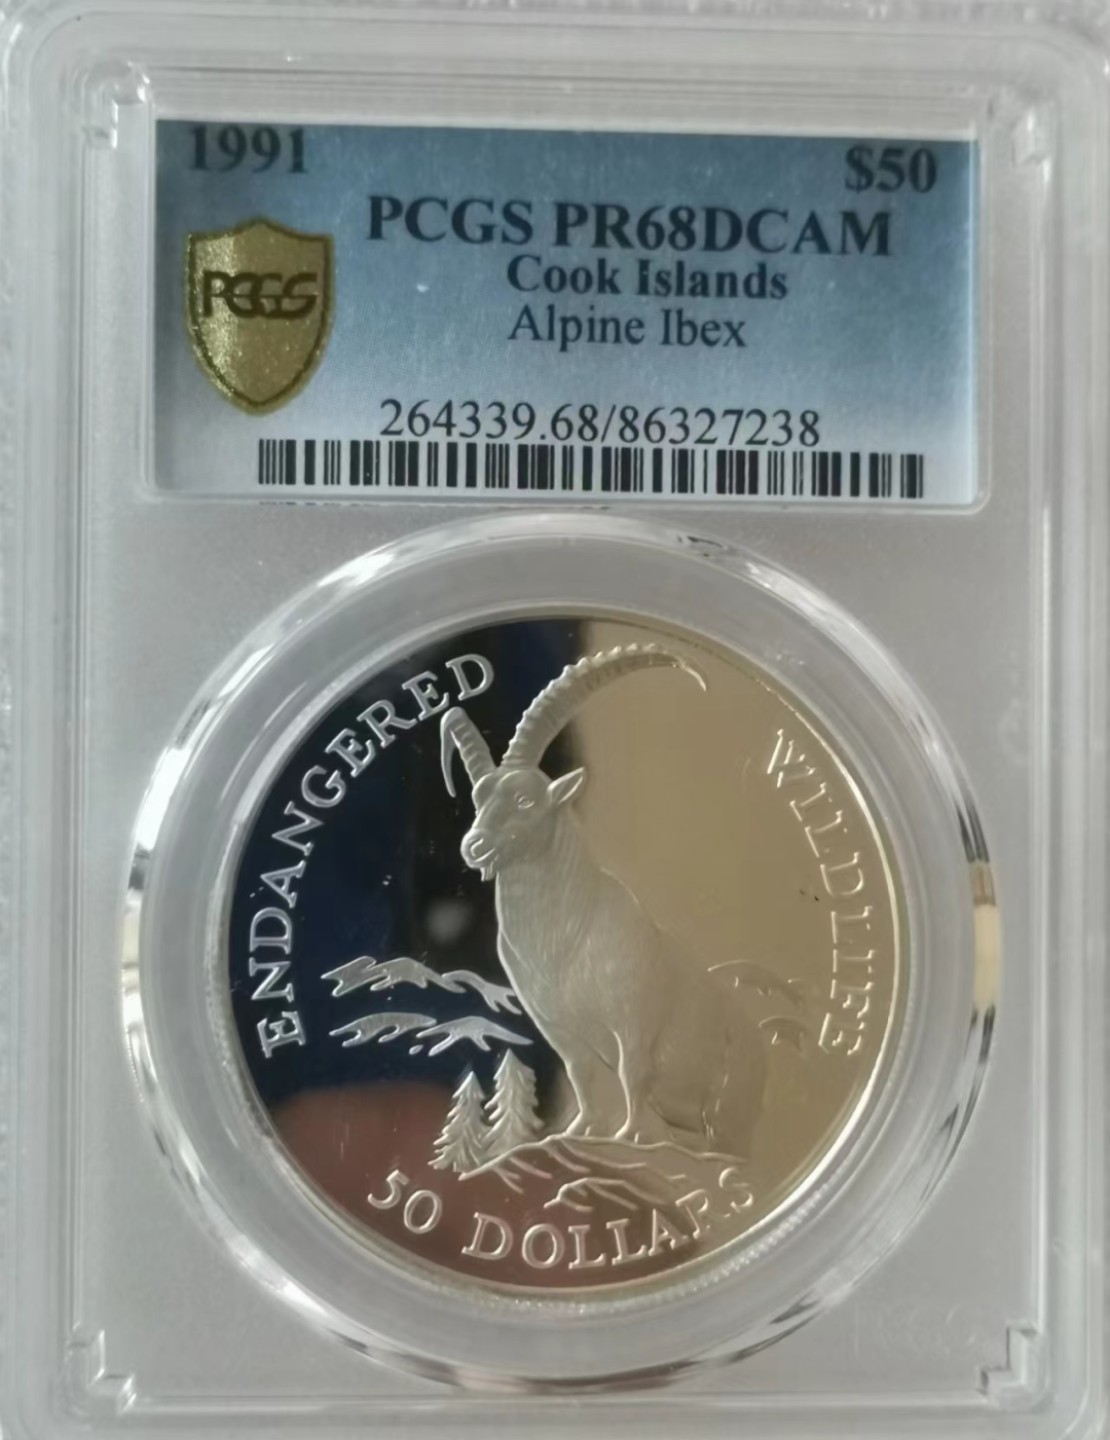 1991
$50
PCGS PR68DCAM
Cook Islands
Alpine Ibex
PCGS
264339.68/86327238
ENDANGERED
WILDLIFE
50 DOLLARS